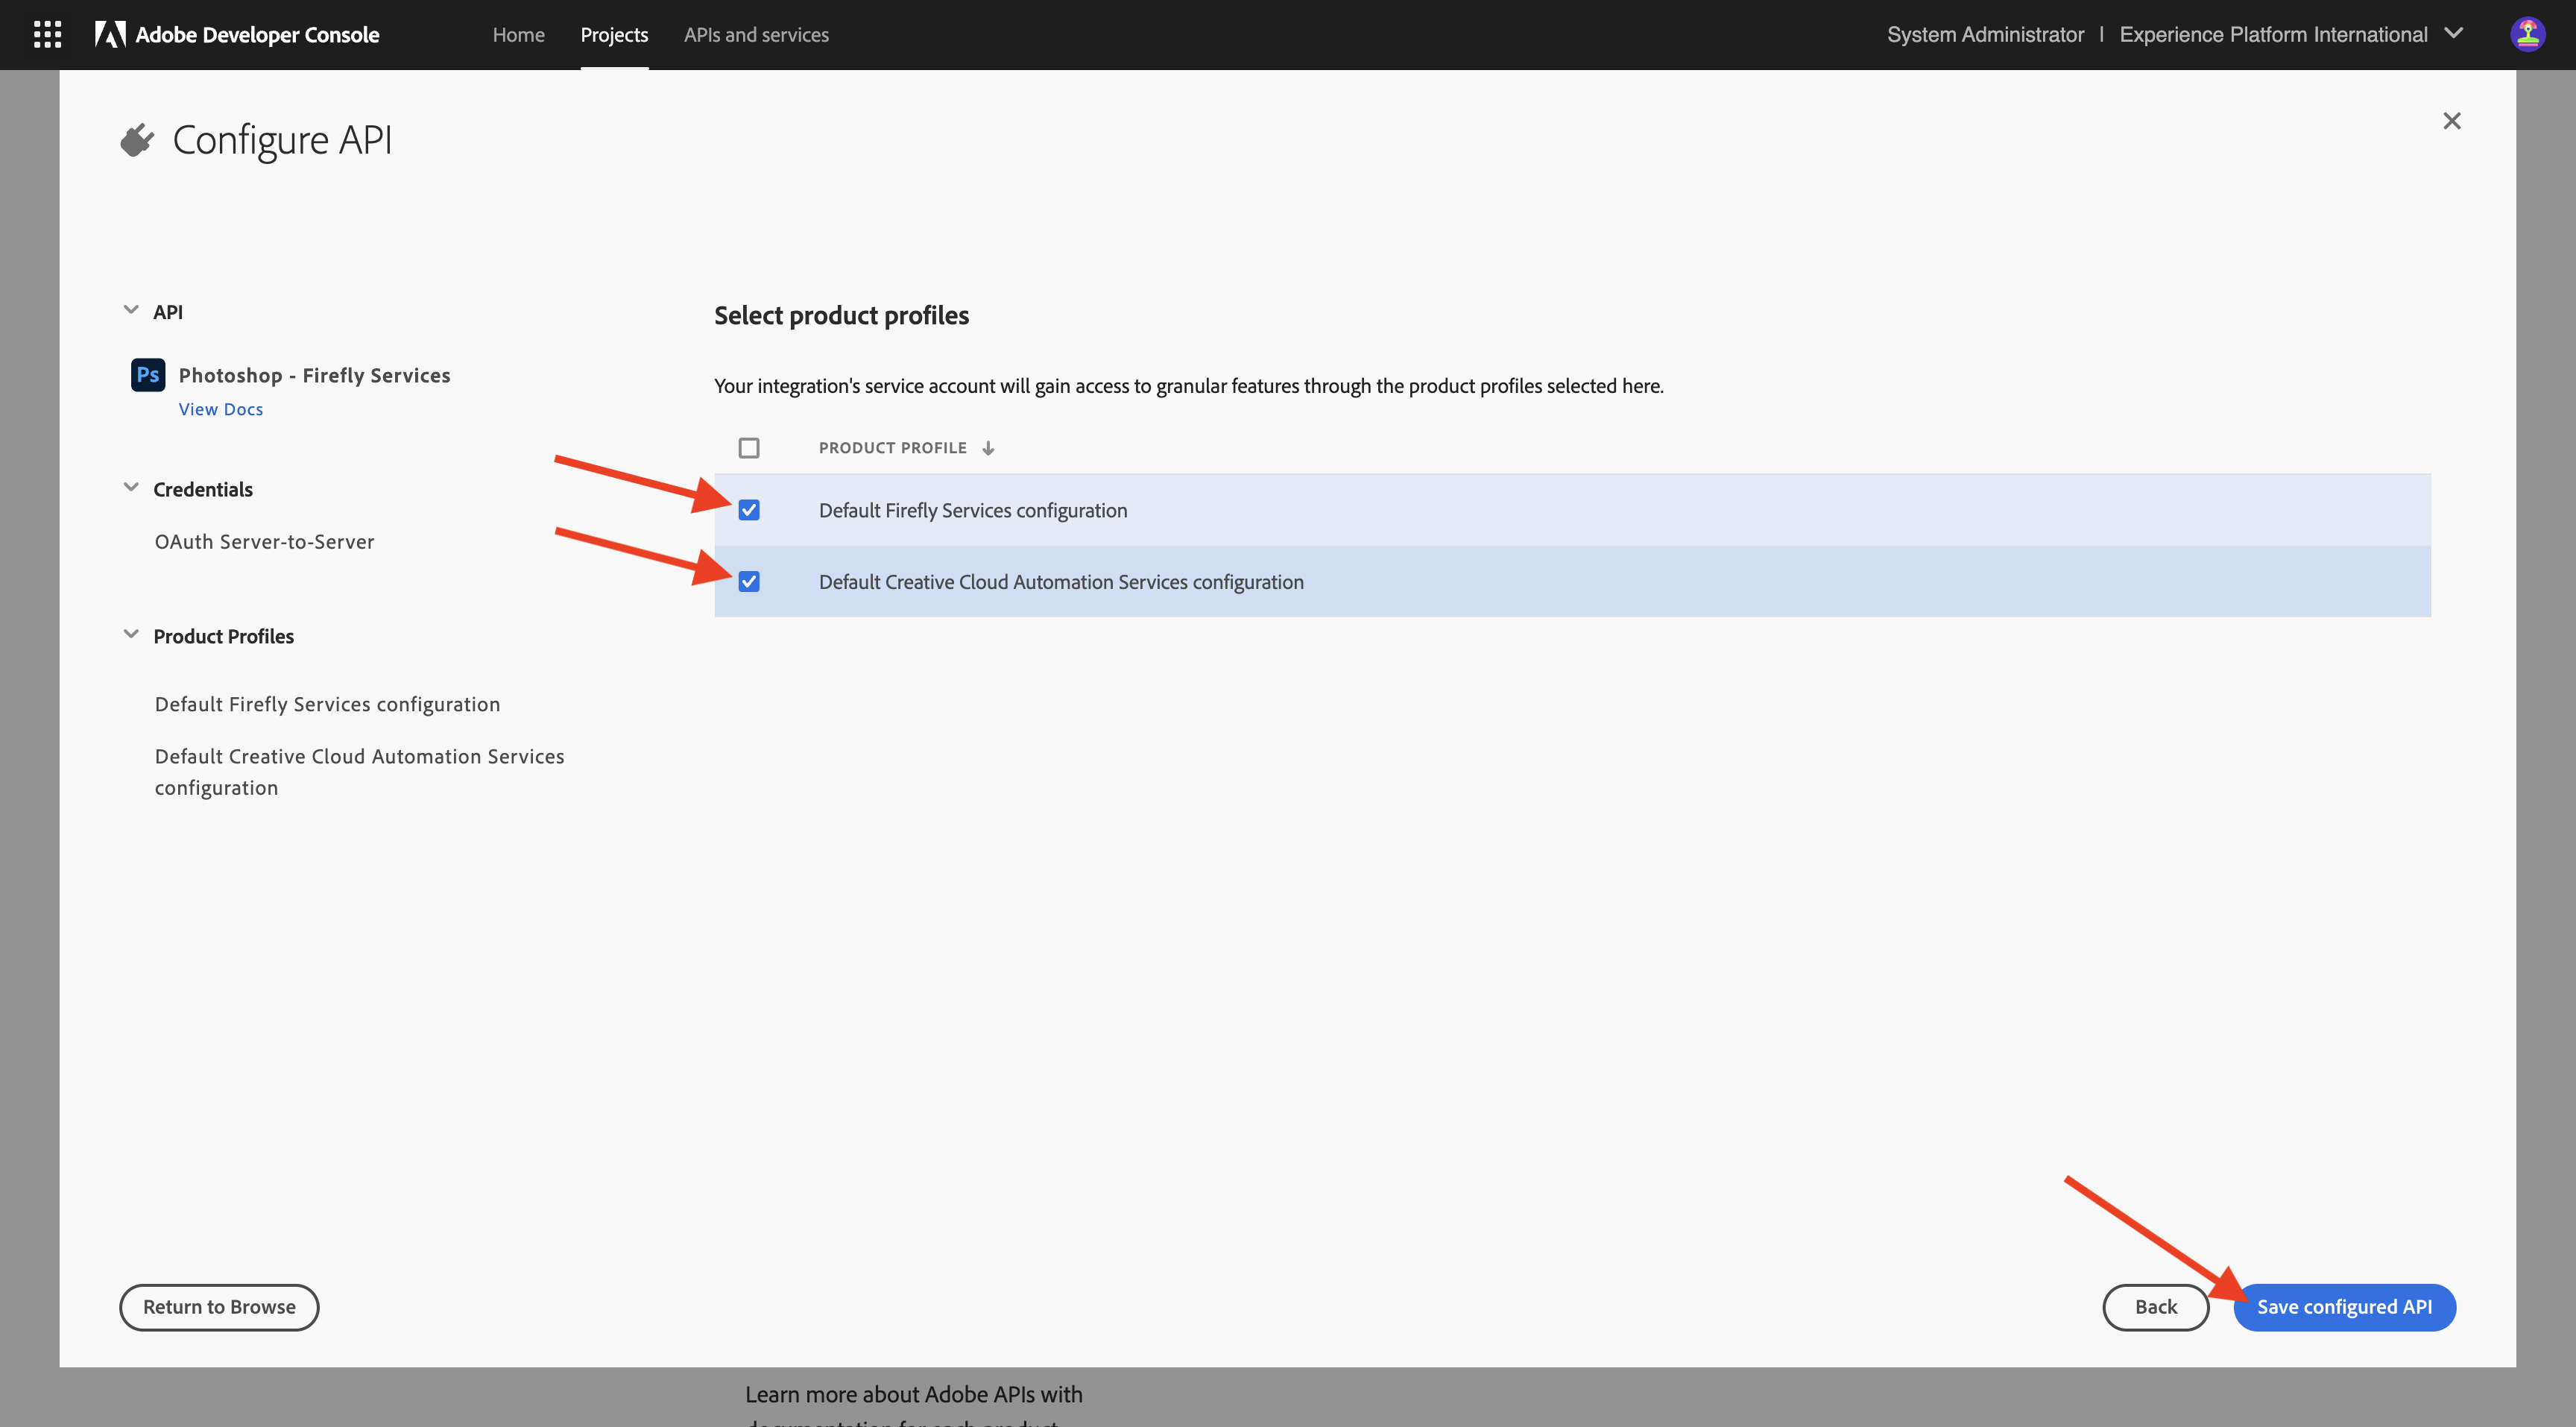 Adobe Developer Console
Home
Projects
APIs and services
System Administrator | Experience Platform International
Configure API
API
Ps
Photoshop - Firefly Services
View Docs
Credentials
OAuth Server-to-Server
Product Profiles
Default Firefly Services configuration
Default Creative Cloud Automation Services
configuration
Select product profiles
Your integration's service account will gain access to granular features through the product profiles selected here.
PRODUCT PROFILE
Default Firefly Services configuration
Default Creative Cloud Automation Services configuration
Return to Browse
Back
Save configured API
Learn more about Adobe APIs with
documentation for each product